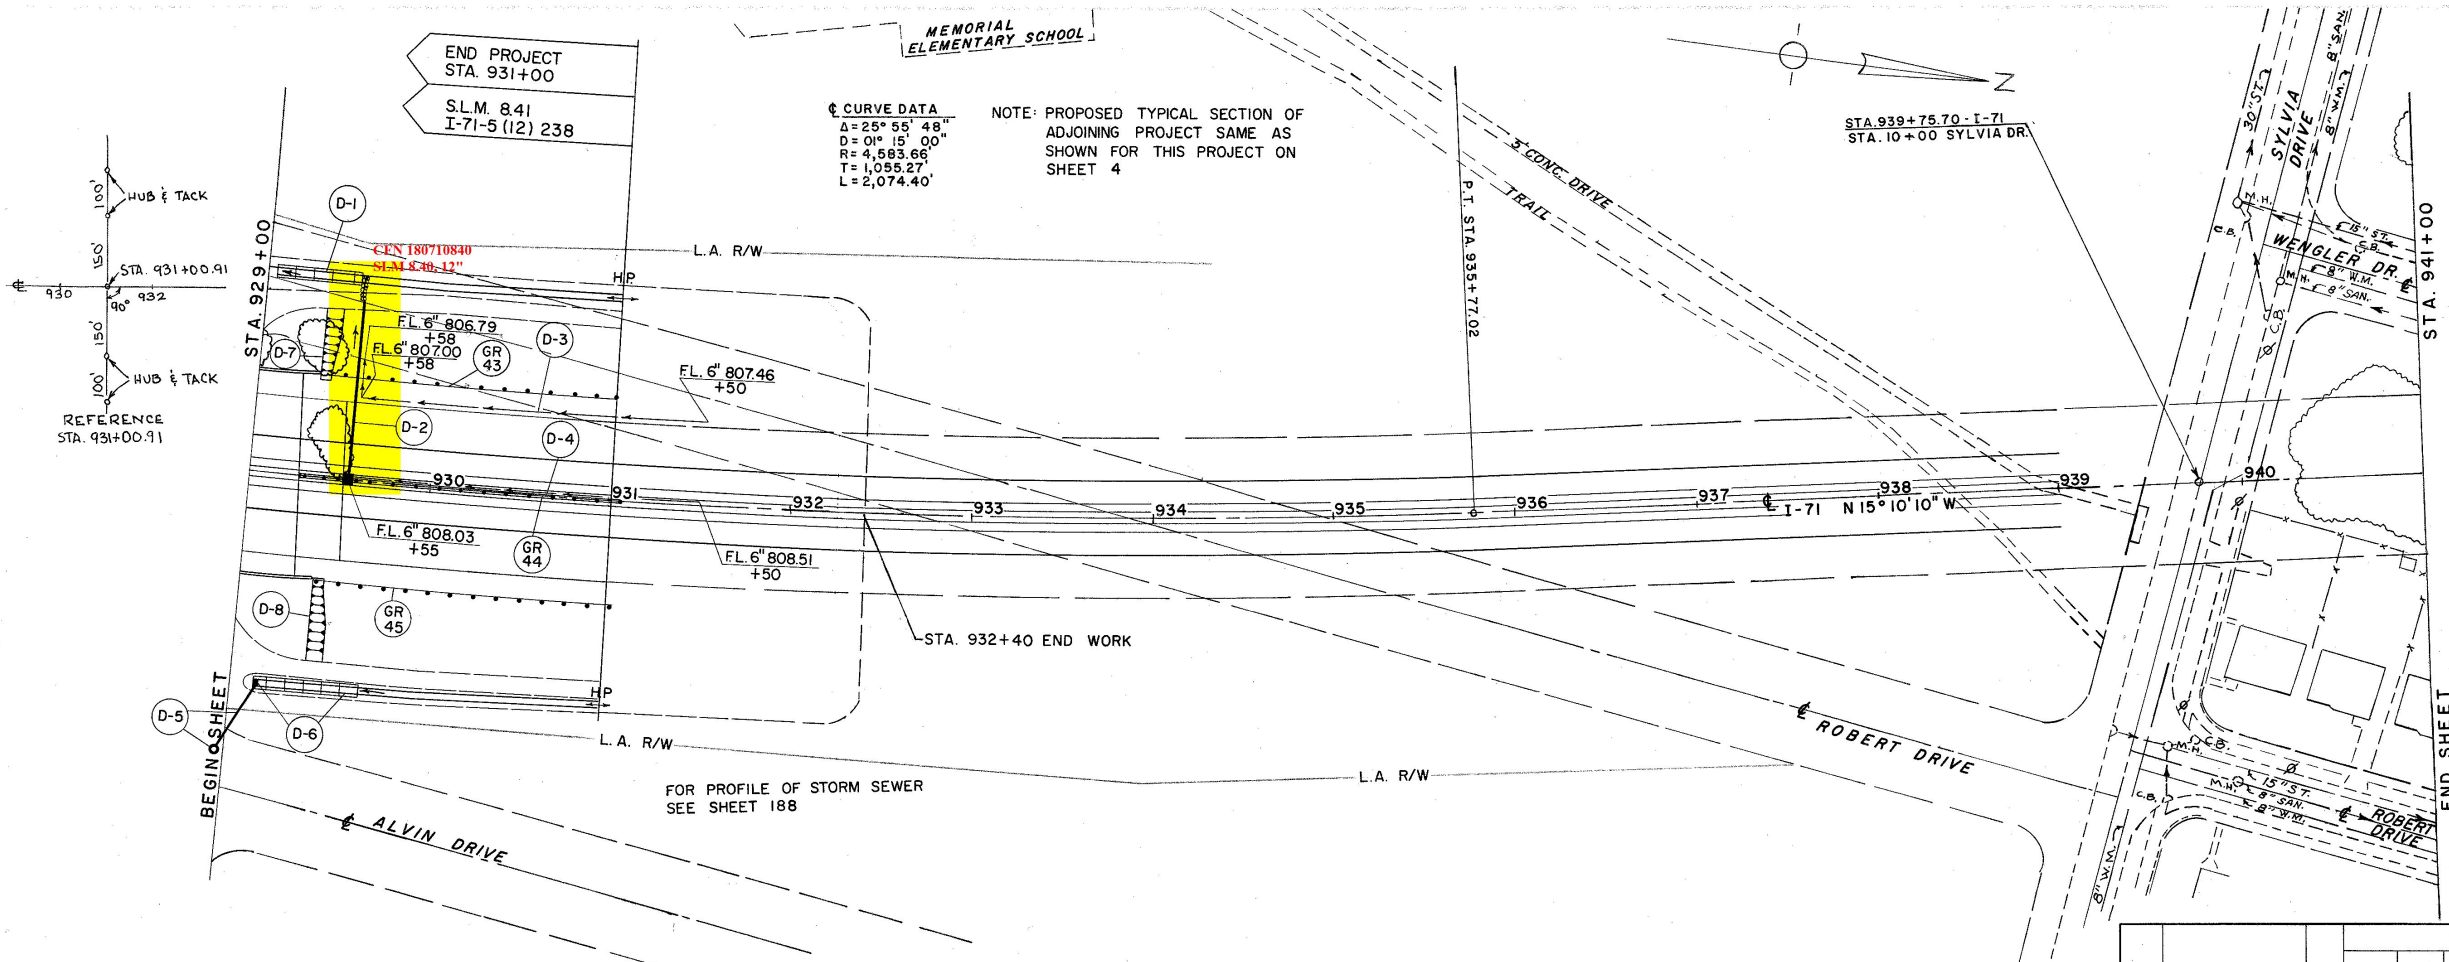 MEMORIAL
ELEMENTARY SCHOOL
END PROJECT
STA. 931+00
S.L.M. 8.41
I-71-5 (12) 238
℄ CURVE DATA
Δ = 25° 55' 48"
D = 01° 15' 00"
R = 4,583.66'
T = 1,055.27'
L = 2,074.40'
NOTE: PROPOSED TYPICAL SECTION OF
ADJOINING PROJECT SAME AS
SHOWN FOR THIS PROJECT ON
SHEET 4
N
STA. 939+75.70 - I-71
STA. 10+00 SYLVIA DR.
100'
HUB & TACK
150'
STA. 931+00.91
℄
930
932
90°
150'
HUB & TACK
100'
REFERENCE
STA. 931+00.91
STA. 929+00
D-1
CFN 180710840
SLM 8.40, 12"
L.A. R/W
H.P.
F.L. 6" 806.79
+58
F.L. 6" 807.00
+58
GR
43
D-3
D-7
F.L. 6" 807.46
+50
D-2
D-4
930
931
932
933
934
935
936
937
938
939
940
℄ I-71 N 15° 10' 10" W
P.T. STA. 935+77.02
5' CONC. DRIVE
TRAIL
F.L. 6" 808.03
+55
GR
44
F.L. 6" 808.51
+50
D-8
GR
45
STA. 932+40 END WORK
BEGIN SHEET
D-5
D-6
H.P.
L.A. R/W
L.A. R/W
FOR PROFILE OF STORM SEWER
SEE SHEET 188
℄ ALVIN DRIVE
℄ ROBERT DRIVE
30" ST.
SYLVIA
DRIVE
8" W.M.
8" SAN.
8" SAN.
M.H.
C.B.
15" ST.
C.B.
WENGLER DR. ℄
8" W.M.
M.H.
8" SAN.
C.B.
STA. 941+00
END SHEET
M.H.
C.B.
C.B.
M.H.
15" ST.
8" SAN.
8" W.M.
℄ ROBERT
DRIVE
8" W.M.